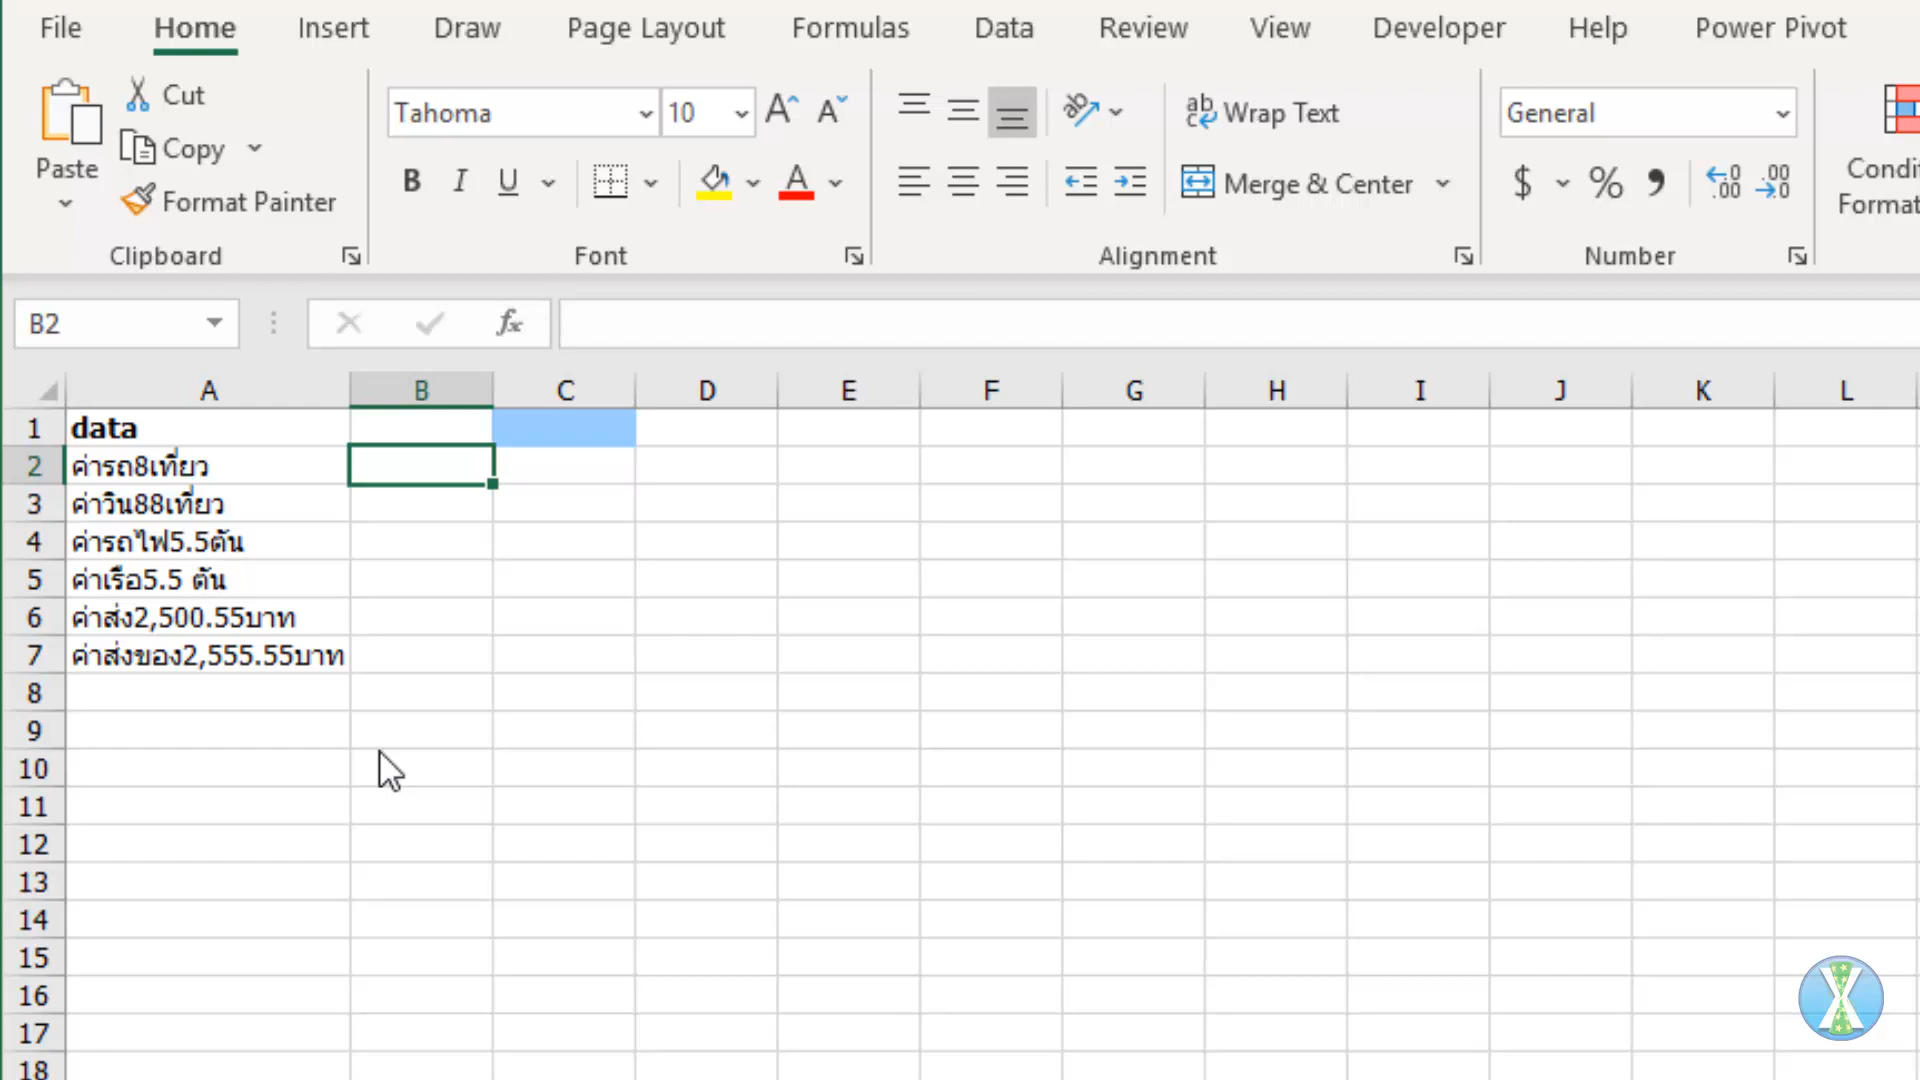 File Home Insert Draw Page Layout Formulas Data Review View Developer Help Power Pivot
Paste
Cut
Copy
Format Painter
Clipboard
Tahoma 10
B I U
Font
Wrap Text
Merge & Center
Alignment
General
$ % ,
Number
Condi
Format
B2 fx
A B C D E F G H I J K L
1 data
2 ค่ารถ8เที่ยว
3 ค่าวิน88เที่ยว
4 ค่ารถไฟ5.5ตัน
5 ค่าเรือ5.5 ตัน
6 ค่าส่ง2,500.55บาท
7 ค่าส่งของ2,555.55บาท
8
9
10
11
12
13
14
15
16
17
18